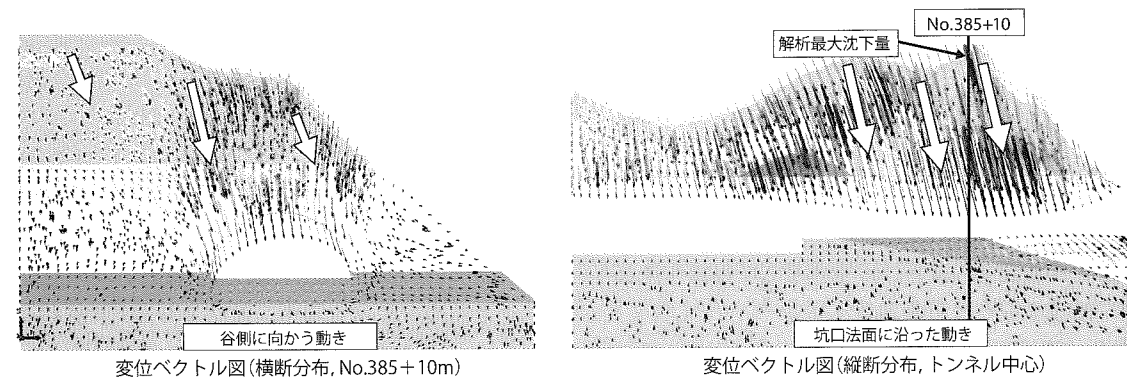 No.385+10
解析最大沈下量
谷側に向かう動き
坑口法面に沿った動き
変位ベクトル図(横断分布, No.385+10m)
変位ベクトル図(縦断分布, トンネル中心)